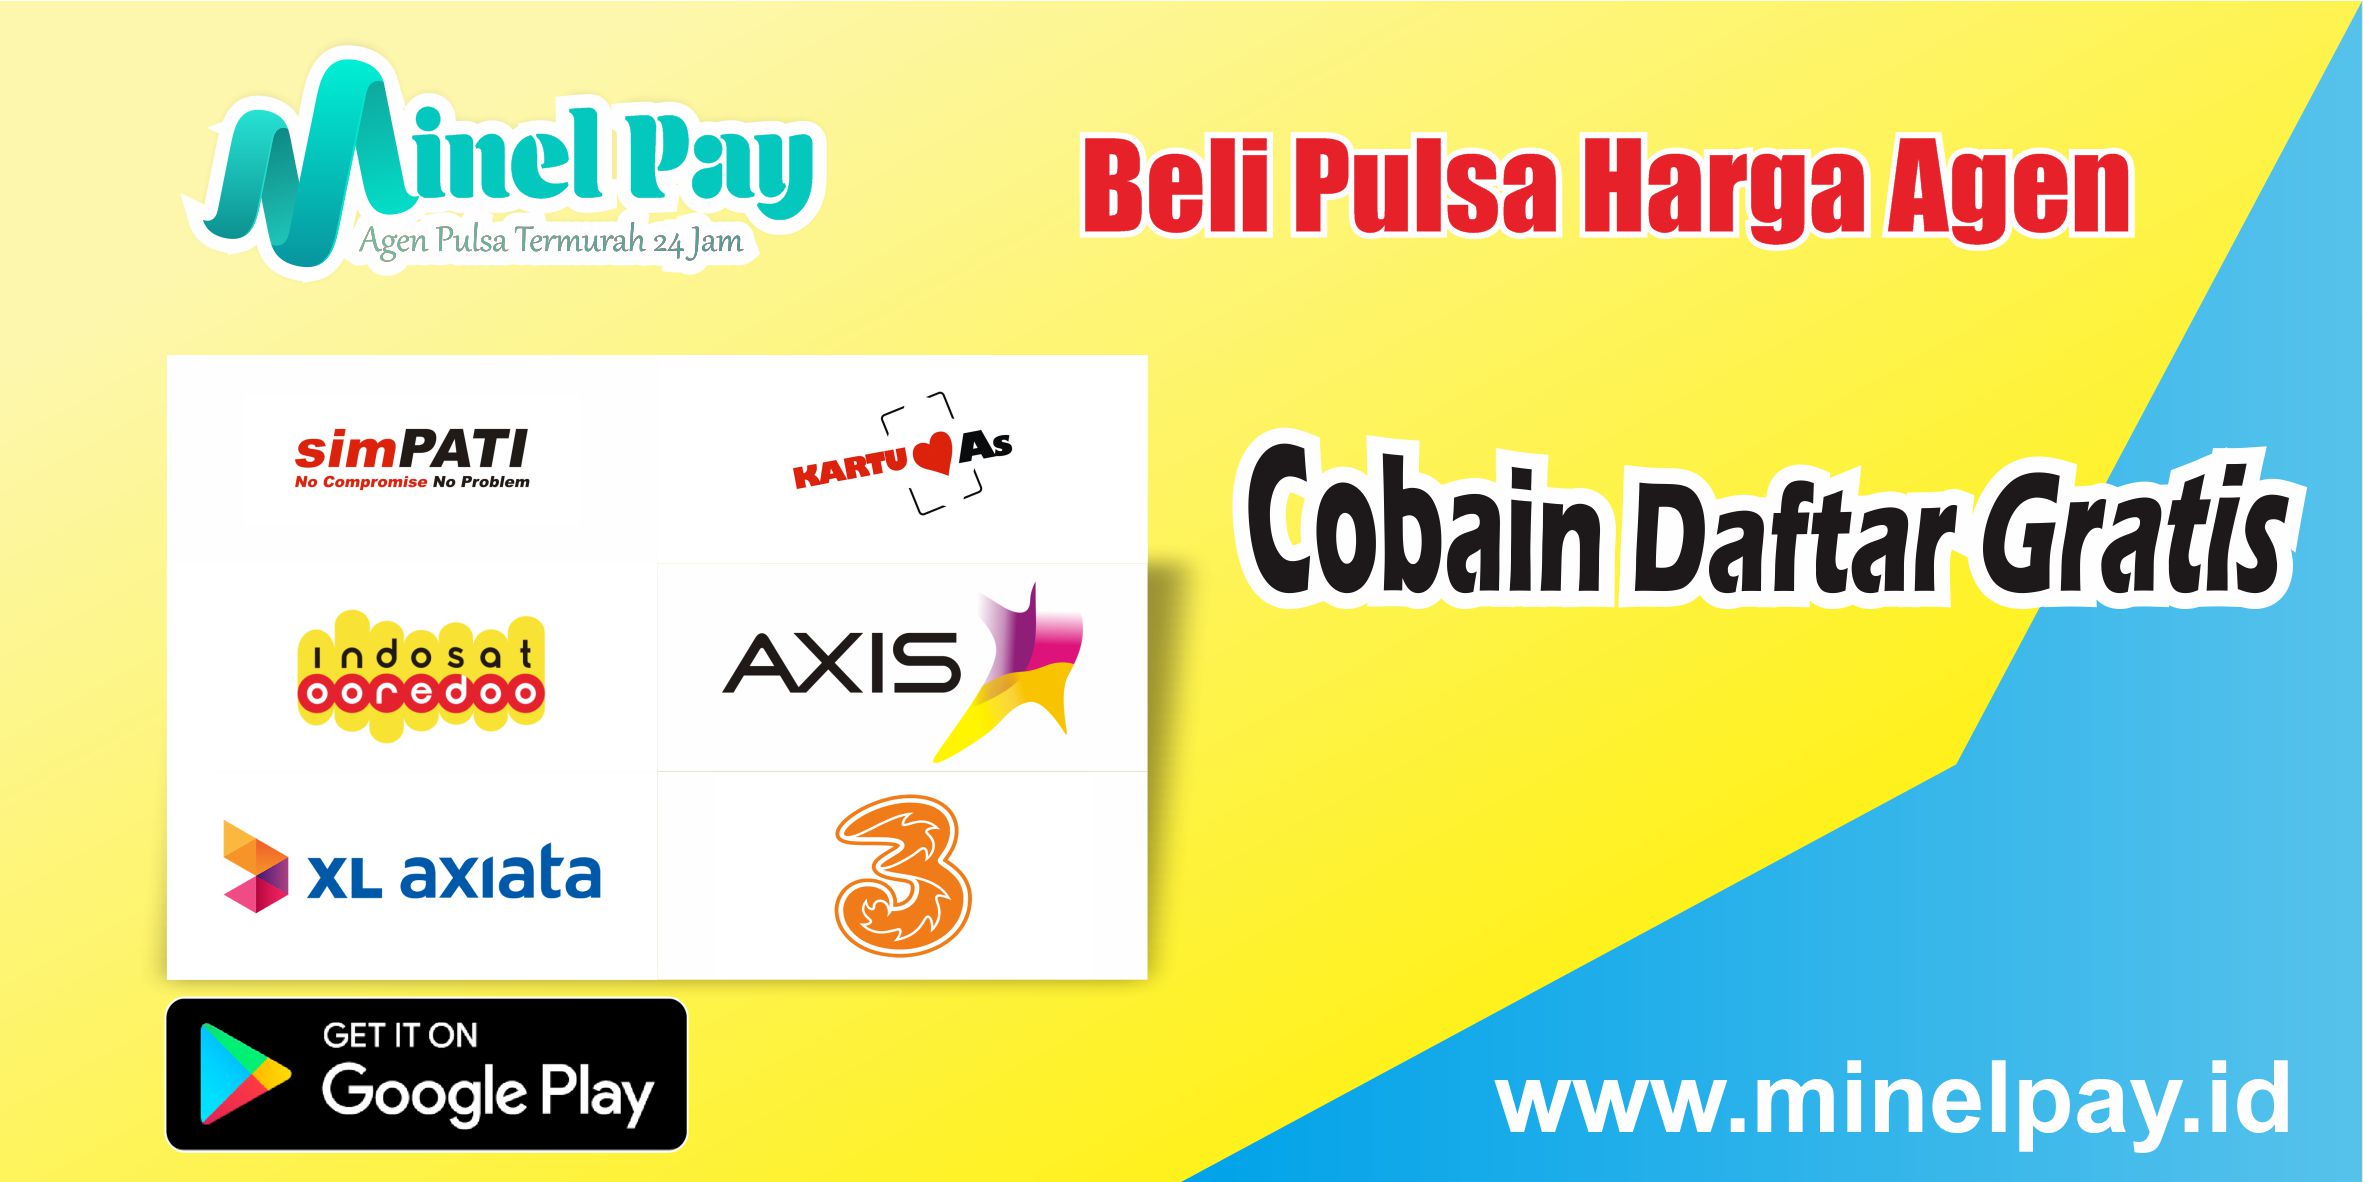 Minel Pay
Agen Pulsa Termurah 24 Jam
Beli Pulsa Harga Agen
simPATI
No Compromise No Problem
KARTU As
Cobain Daftar Gratis
indosat
ooredoo
AXIS
XL axiata
3
GET IT ON
Google Play
www.minelpay.id